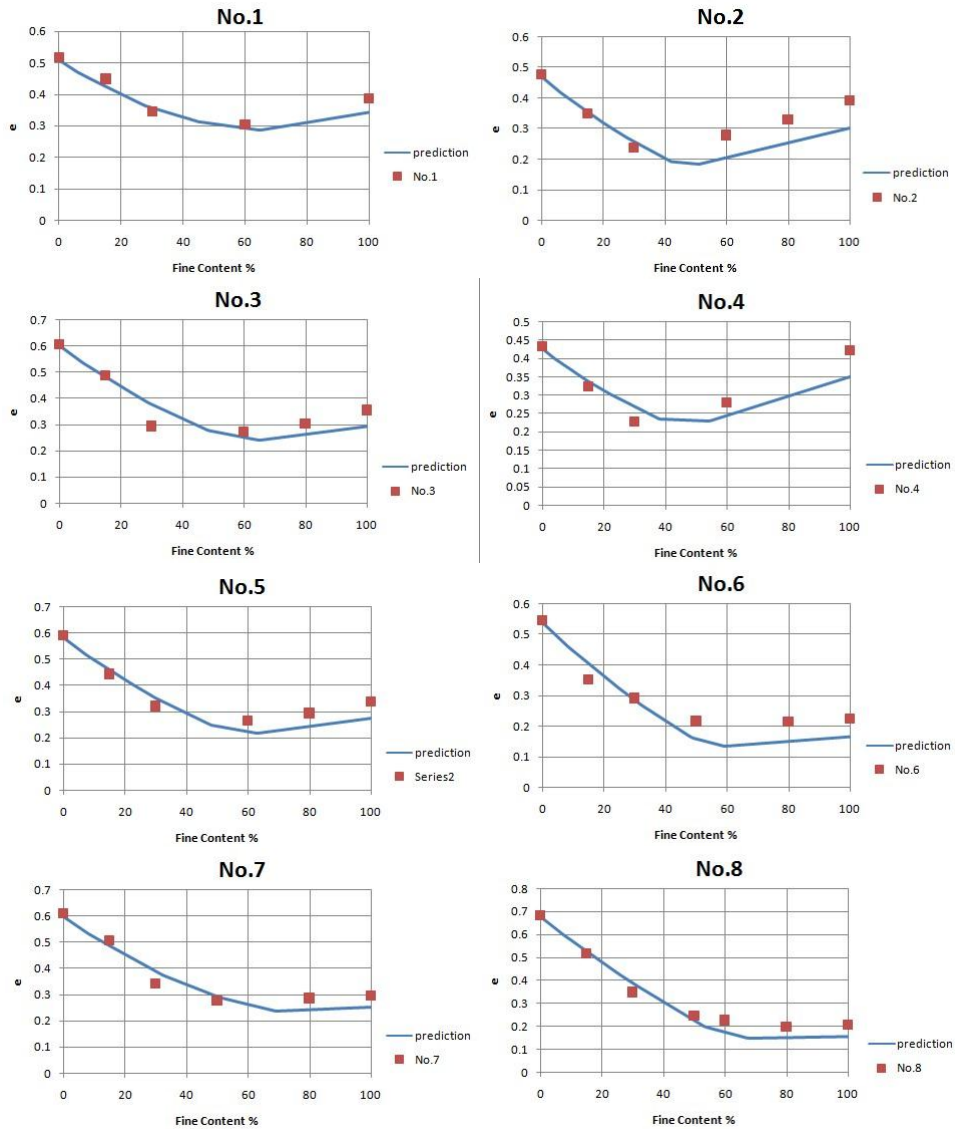 No.1
0.6
0.5
0.4
0.3
0.2
0.1
0
e
0 20 40 60 80 100
Fine Content %
prediction
No.1
No.2
0.6
0.5
0.4
0.3
0.2
0.1
0
e
0 20 40 60 80 100
Fine Content %
prediction
No.2
No.3
0.7
0.6
0.5
0.4
0.3
0.2
0.1
0
e
0 20 40 60 80 100
Fine Content %
prediction
No.3
No.4
0.5
0.45
0.4
0.35
0.3
0.25
0.2
0.15
0.1
0.05
0
e
0 20 40 60 80 100
Fine Content %
prediction
No.4
No.5
0.7
0.6
0.5
0.4
0.3
0.2
0.1
0
e
0 20 40 60 80 100
Fine Content %
prediction
Series2
No.6
0.6
0.5
0.4
0.3
0.2
0.1
0
e
0 20 40 60 80 100
Fine Content %
prediction
No.6
No.7
0.7
0.6
0.5
0.4
0.3
0.2
0.1
0
e
0 20 40 60 80 100
Fine Content %
prediction
No.7
No.8
0.8
0.7
0.6
0.5
0.4
0.3
0.2
0.1
0
e
0 20 40 60 80 100
Fine Content %
prediction
No.8